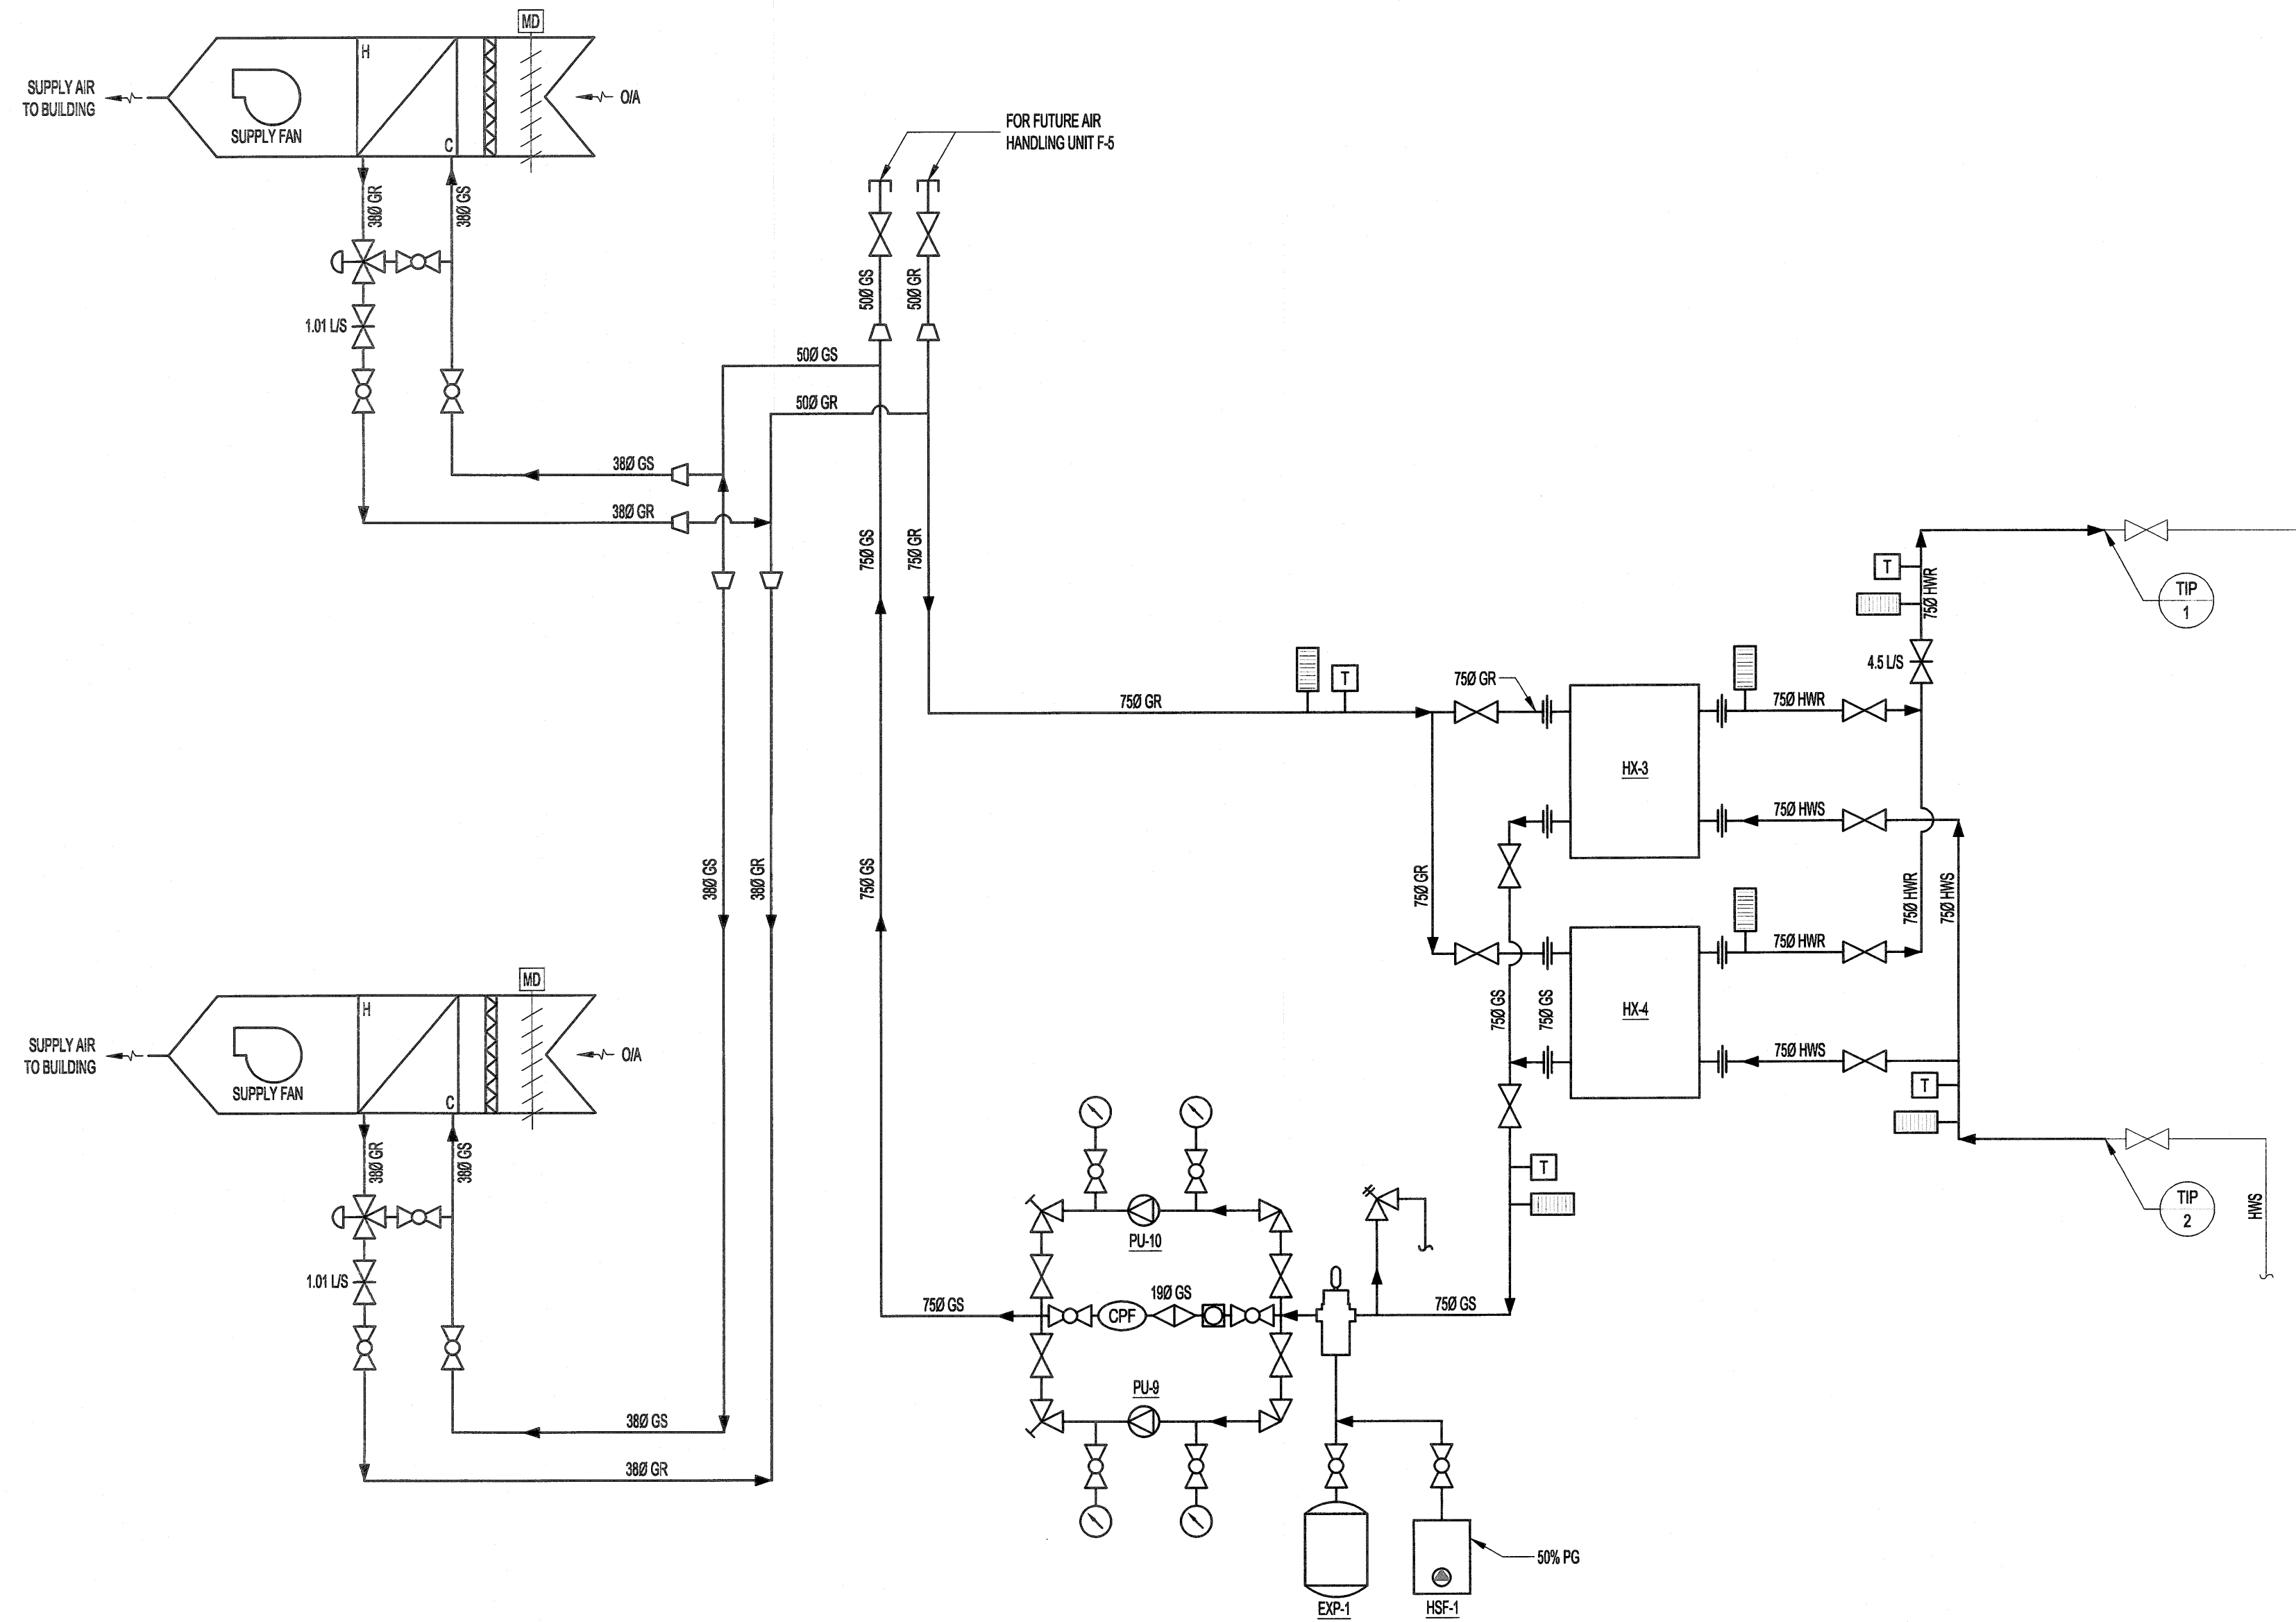 MD
H
SUPPLY AIR
TO BUILDING
O/A
SUPPLY FAN
C
FOR FUTURE AIR
HANDLING UNIT F-5
38Ø GR
38Ø GS
50Ø GS
50Ø GR
1.01 L/S
50Ø GS
50Ø GR
38Ø GS
38Ø GR
75Ø GS
75Ø GR
T
75Ø HWR
TIP
1
4.5 L/S
T
75Ø GR
75Ø GR
75Ø HWR
HX-3
75Ø HWS
38Ø GS
38Ø GR
75Ø GS
75Ø GR
75Ø HWR
75Ø HWS
75Ø HWR
MD
H
75Ø GS
75Ø GS
HX-4
SUPPLY AIR
TO BUILDING
O/A
75Ø HWS
SUPPLY FAN
C
T
38Ø GR
38Ø GS
T
TIP
2
HWS
PU-10
1.01 L/S
19Ø GS
75Ø GS
CPF
75Ø GS
PU-9
38Ø GS
38Ø GR
50% PG
EXP-1
HSF-1